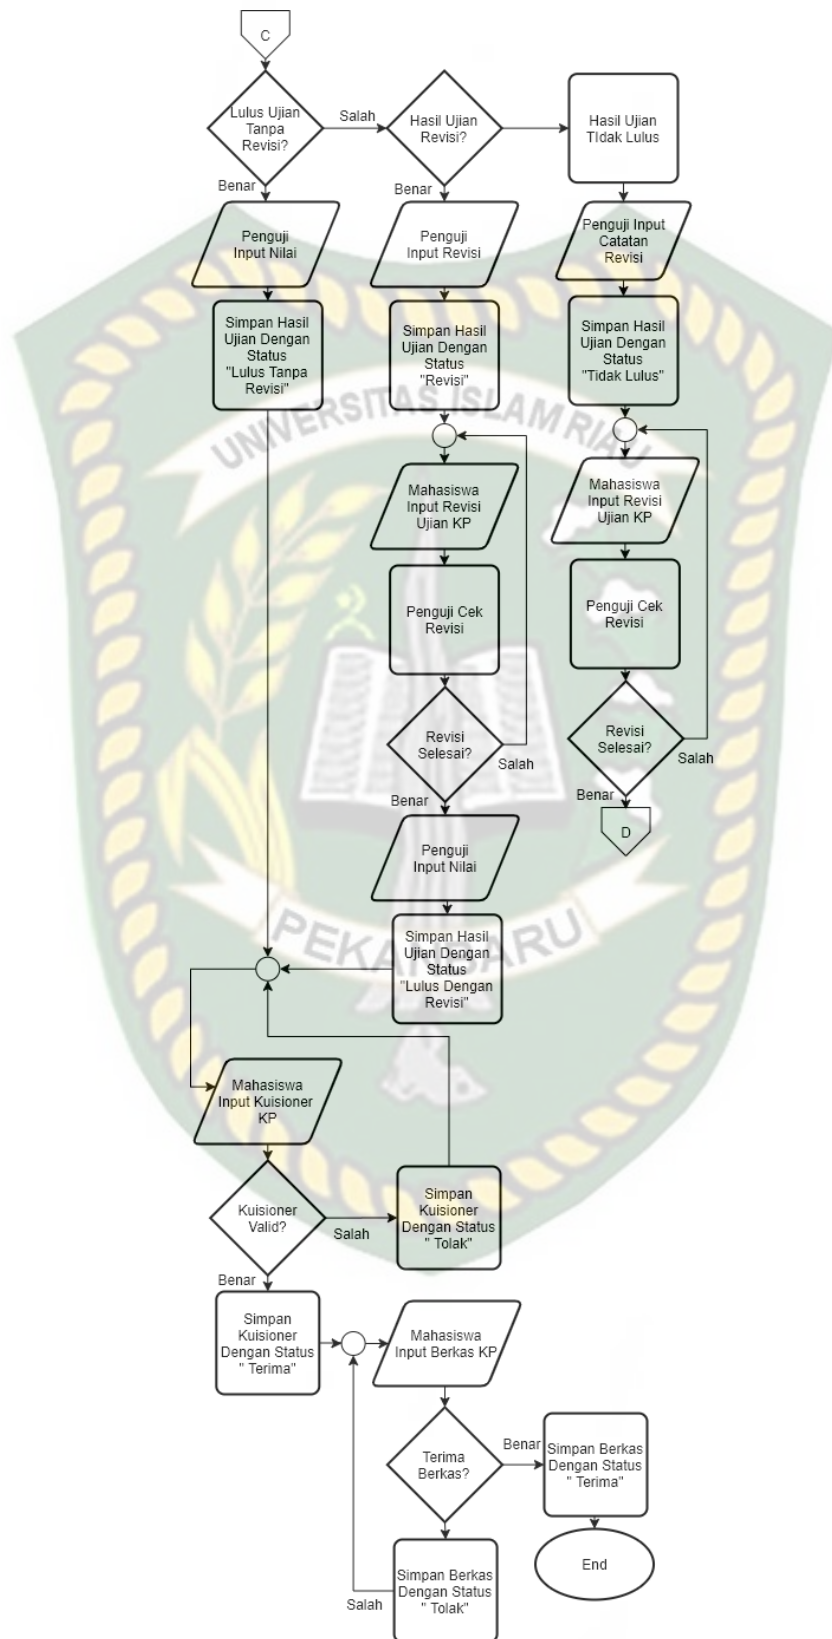 C
Lulus Ujian
Tanpa
Revisi?
Salah
Hasil Ujian
Revisi?
Hasil Ujian
TIdak Lulus
Benar
Benar
Penguji
Input Nilai
Penguji
Input Revisi
Penguji Input
Catatan
Revisi
Simpan Hasil
Ujian Dengan
Status
"Lulus Tanpa
Revisi"
Simpan Hasil
Ujian Dengan
Status
"Revisi"
Simpan Hasil
Ujian Dengan
Status
"Tidak Lulus"
UNIVERSITAS ISLAM RIAU
Mahasiswa
Input Revisi
Ujian KP
Mahasiswa
Input Revisi
Ujian KP
Penguji Cek
Revisi
Penguji Cek
Revisi
Revisi
Selesai?
Salah
Revisi
Selesai?
Salah
Benar
Benar
D
Penguji
Input Nilai
PEKANBARU
Simpan Hasil
Ujian Dengan
Status
"Lulus Dengan
Revisi"
Mahasiswa
Input Kuisioner
KP
Kuisioner
Valid?
Salah
Simpan
Kuisioner
Dengan Status
" Tolak"
Benar
Simpan
Kuisioner
Dengan Status
" Terima"
Mahasiswa
Input Berkas KP
Terima
Berkas?
Benar
Simpan Berkas
Dengan Status
" Terima"
End
Simpan Berkas
Dengan Status
" Tolak"
Salah